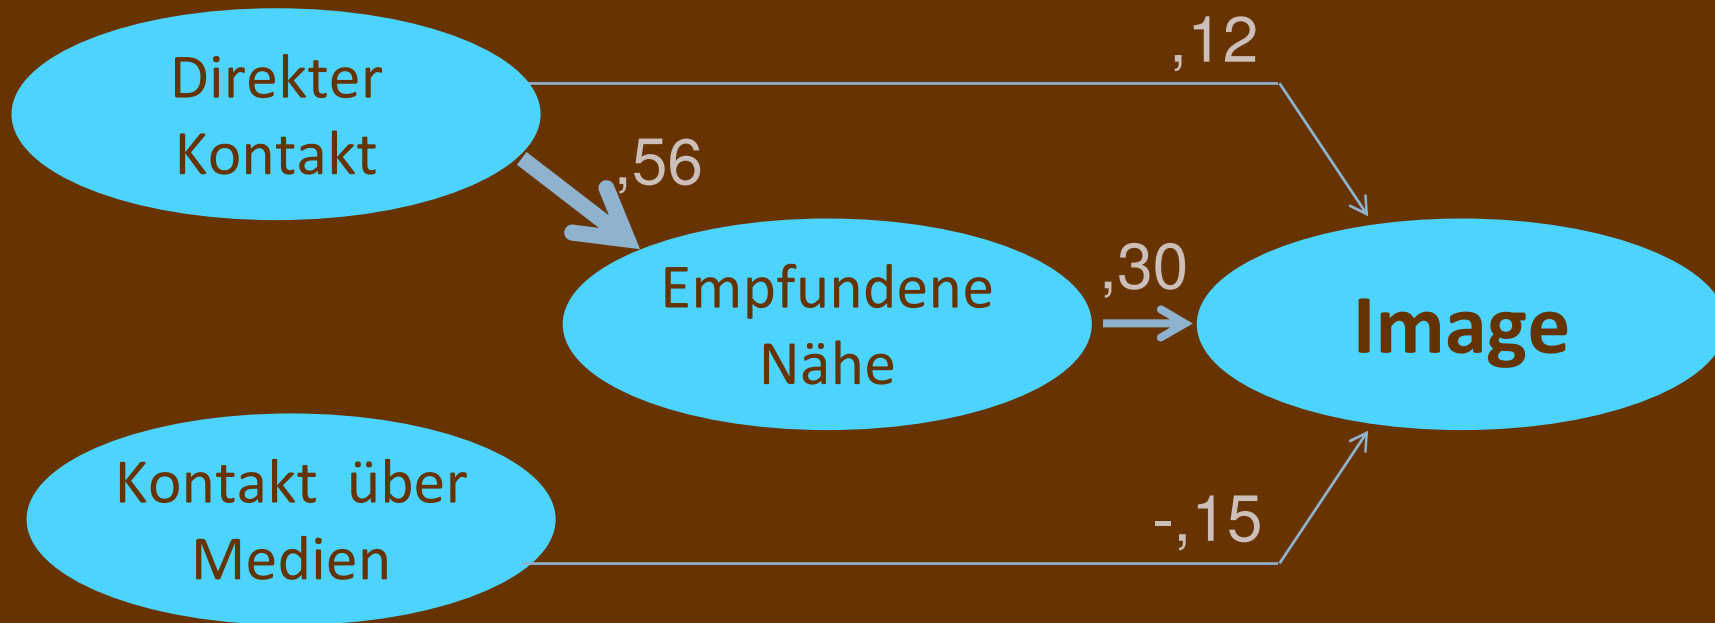 Direkter
Kontakt
,12
,56
Empfundene
Nähe
,30
Image
Kontakt über
Medien
-,15